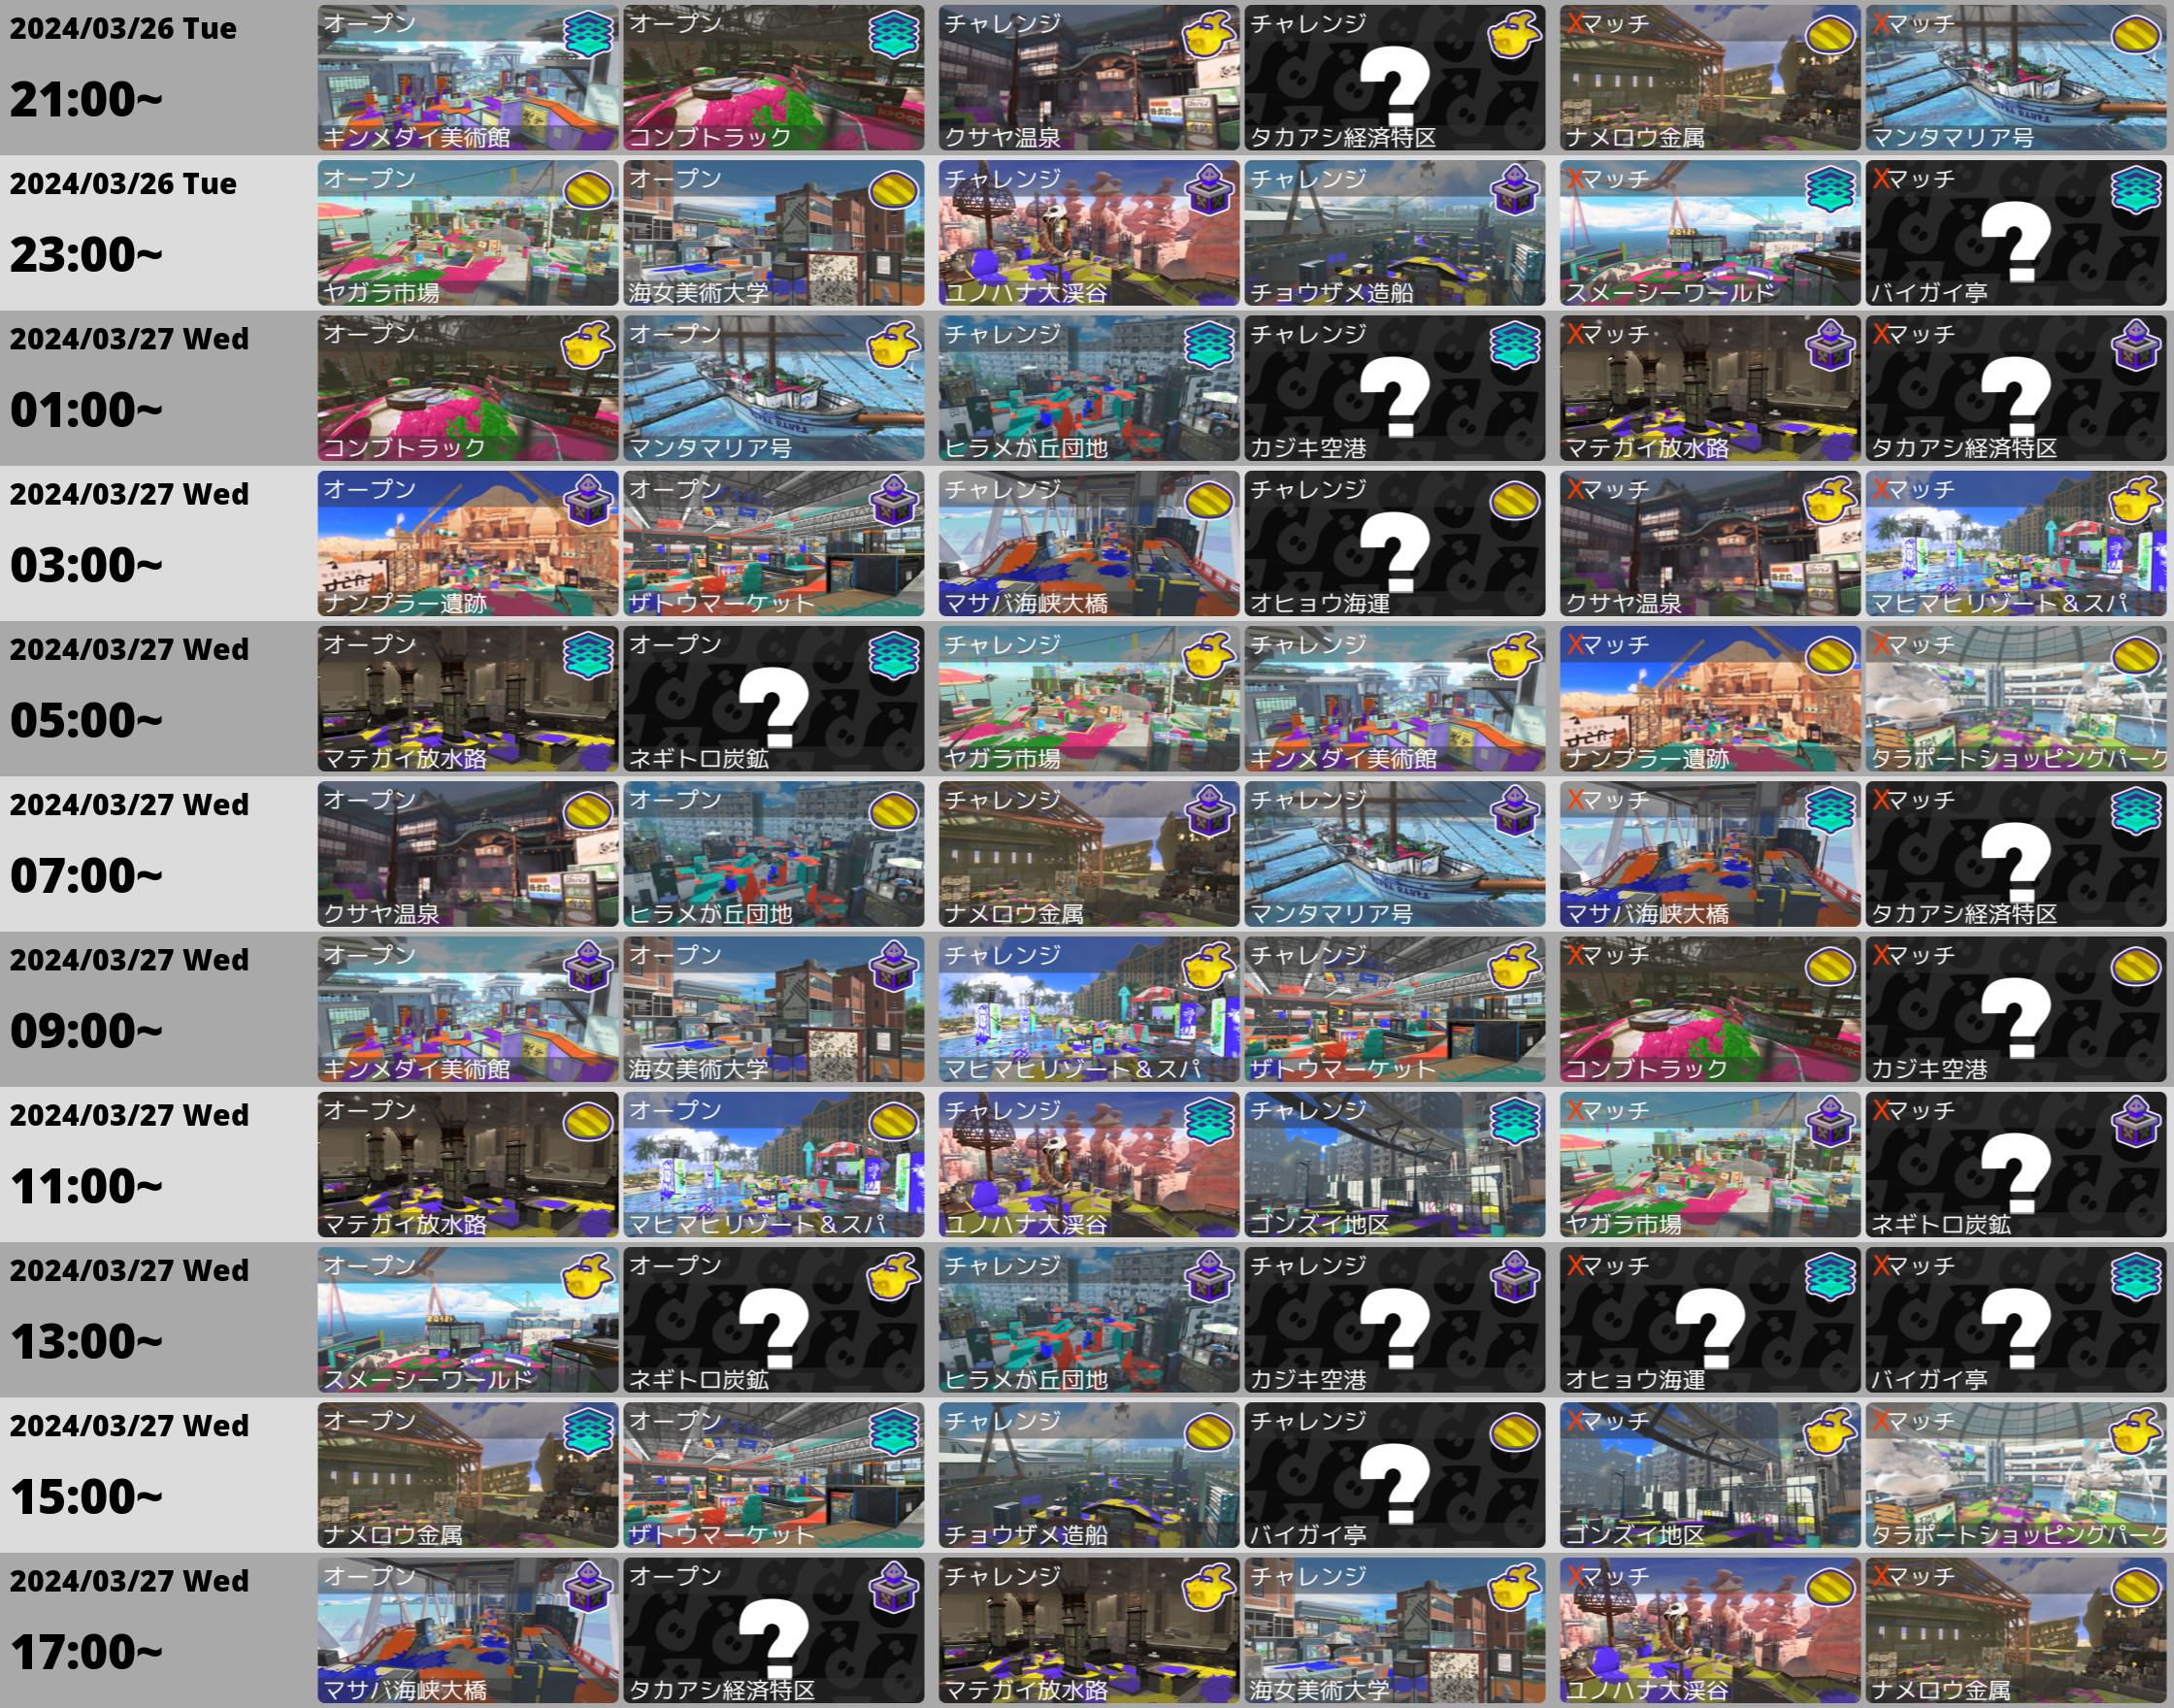 2024/03/26 Tue
21:00~
オープン
キンメダイ美術館
オープン
コンブトラック
チャレンジ
クサヤ温泉
チャレンジ
?
タカアシ経済特区
Xマッチ
ナメロウ金属
Xマッチ
マンタマリア号
2024/03/26 Tue
23:00~
オープン
ヤガラ市場
オープン
海女美術大学
チャレンジ
ユノハナ大渓谷
チャレンジ
チョウザメ造船
Xマッチ
スメーシーワールド
Xマッチ
?
バイガイ亭
2024/03/27 Wed
01:00~
オープン
コンブトラック
オープン
マンタマリア号
チャレンジ
ヒラメが丘団地
チャレンジ
?
カジキ空港
Xマッチ
マテガイ放水路
Xマッチ
?
タカアシ経済特区
2024/03/27 Wed
03:00~
オープン
ナンプラー遺跡
オープン
ザトウマーケット
チャレンジ
マサバ海峡大橋
チャレンジ
?
オヒョウ海運
Xマッチ
クサヤ温泉
Xマッチ
マヒマヒリゾート&スパ
2024/03/27 Wed
05:00~
オープン
マテガイ放水路
オープン
?
ネギトロ炭鉱
チャレンジ
ヤガラ市場
チャレンジ
キンメダイ美術館
Xマッチ
ナンプラー遺跡
Xマッチ
タラポートショッピングパーク
2024/03/27 Wed
07:00~
オープン
クサヤ温泉
オープン
ヒラメが丘団地
チャレンジ
ナメロウ金属
チャレンジ
マンタマリア号
Xマッチ
マサバ海峡大橋
Xマッチ
?
タカアシ経済特区
2024/03/27 Wed
09:00~
オープン
キンメダイ美術館
オープン
海女美術大学
チャレンジ
マヒマヒリゾート&スパ
チャレンジ
ザトウマーケット
Xマッチ
コンブトラック
Xマッチ
?
カジキ空港
2024/03/27 Wed
11:00~
オープン
マテガイ放水路
オープン
マヒマヒリゾート&スパ
チャレンジ
ユノハナ大渓谷
チャレンジ
ゴンズイ地区
Xマッチ
ヤガラ市場
Xマッチ
?
ネギトロ炭鉱
2024/03/27 Wed
13:00~
オープン
スメーシーワールド
オープン
?
ネギトロ炭鉱
チャレンジ
ヒラメが丘団地
チャレンジ
?
カジキ空港
Xマッチ
?
オヒョウ海運
Xマッチ
?
バイガイ亭
2024/03/27 Wed
15:00~
オープン
ナメロウ金属
オープン
ザトウマーケット
チャレンジ
チョウザメ造船
チャレンジ
?
バイガイ亭
Xマッチ
ゴンズイ地区
Xマッチ
タラポートショッピングパーク
2024/03/27 Wed
17:00~
オープン
マサバ海峡大橋
オープン
?
タカアシ経済特区
チャレンジ
マテガイ放水路
チャレンジ
海女美術大学
Xマッチ
ユノハナ大渓谷
Xマッチ
ナメロウ金属